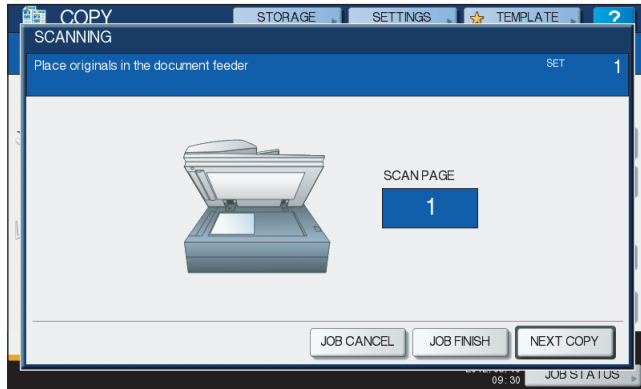 COPY STORAGE SETTINGS TEMPLATE ?
SCANNING
Place originals in the document feeder SET 1
SCAN PAGE
1
JOB CANCEL JOB FINISH NEXT COPY
09:30 JOB STATUS